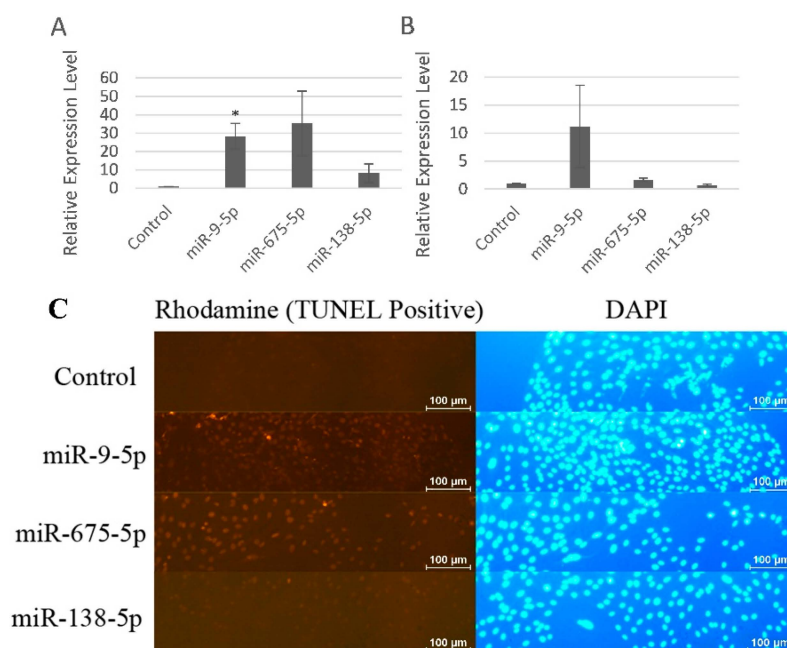 A
Relative Expression Level
60
50
40
30
20
10
0
*
Control
miR-9-5p
miR-675-5p
miR-138-5p
B
Relative Expression Level
20
15
10
5
0
Control
miR-9-5p
miR-675-5p
miR-138-5p
C
Rhodamine (TUNEL Positive)
DAPI
Control
100 µm
100 µm
miR-9-5p
100 µm
100 µm
miR-675-5p
100 µm
100 µm
miR-138-5p
100 µm
100 µm